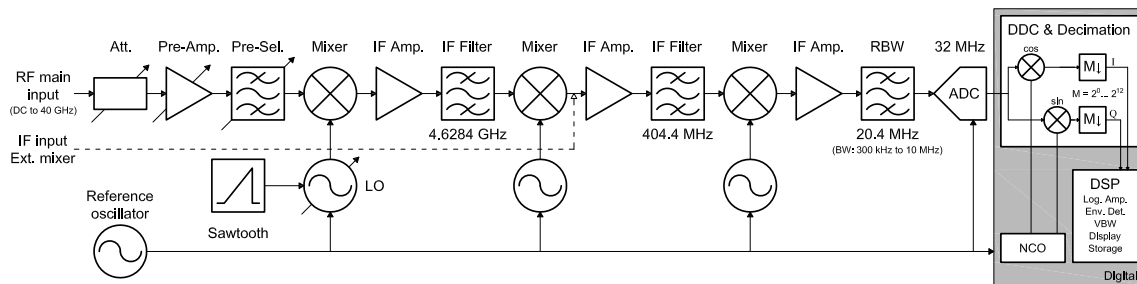 Att.
Pre-Amp.
Pre-Sel.
Mixer
IF Amp.
IF Filter
Mixer
IF Amp.
IF Filter
Mixer
IF Amp.
RBW
32 MHz
DDC & Decimation
RF main
input
(DC to 40 GHz)
IF input
Ext. mixer
4.6284 GHz
404.4 MHz
20.4 MHz
(BW: 300 kHz to 10 MHz)
ADC
cos
M↓
I
M = 2⁰... 2¹²
sin
M↓
Q
Reference
oscillator
Sawtooth
LO
NCO
DSP
Log. Amp.
Env. Det.
VBW
Display
Storage
Digital